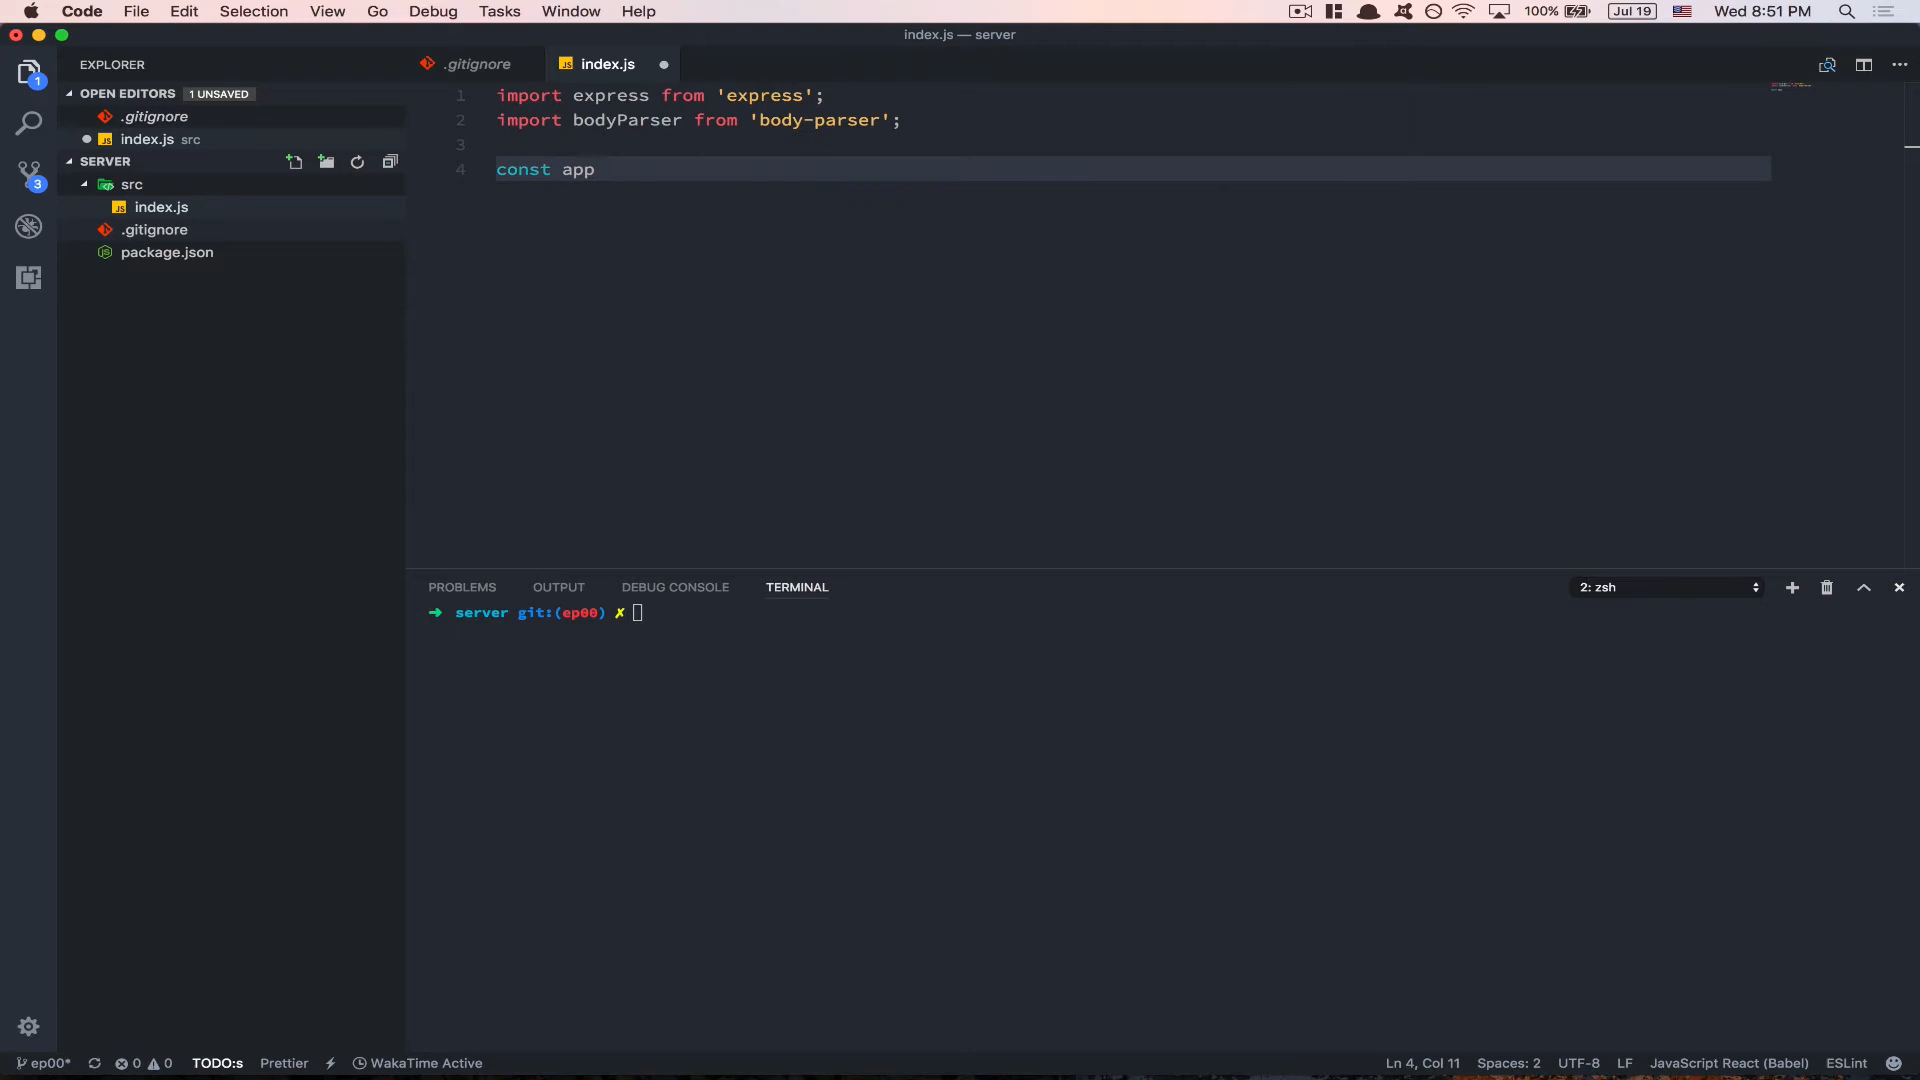 Code File Edit Selection View Go Debug Tasks Window Help 100% Jul 19 Wed 8:51 PM
index.js — server
EXPLORER
.gitignore index.js
OPEN EDITORS 1 UNSAVED
.gitignore
index.js src
SERVER
src
index.js
.gitignore
package.json
1
3
1 import express from 'express';
2 import bodyParser from 'body-parser';
3
4 const app
PROBLEMS OUTPUT DEBUG CONSOLE TERMINAL 2: zsh
➜ server git:(ep00) ✗
ep00* 0 0 TODO:s Prettier WakaTime Active Ln 4, Col 11 Spaces: 2 UTF-8 LF JavaScript React (Babel) ESLint